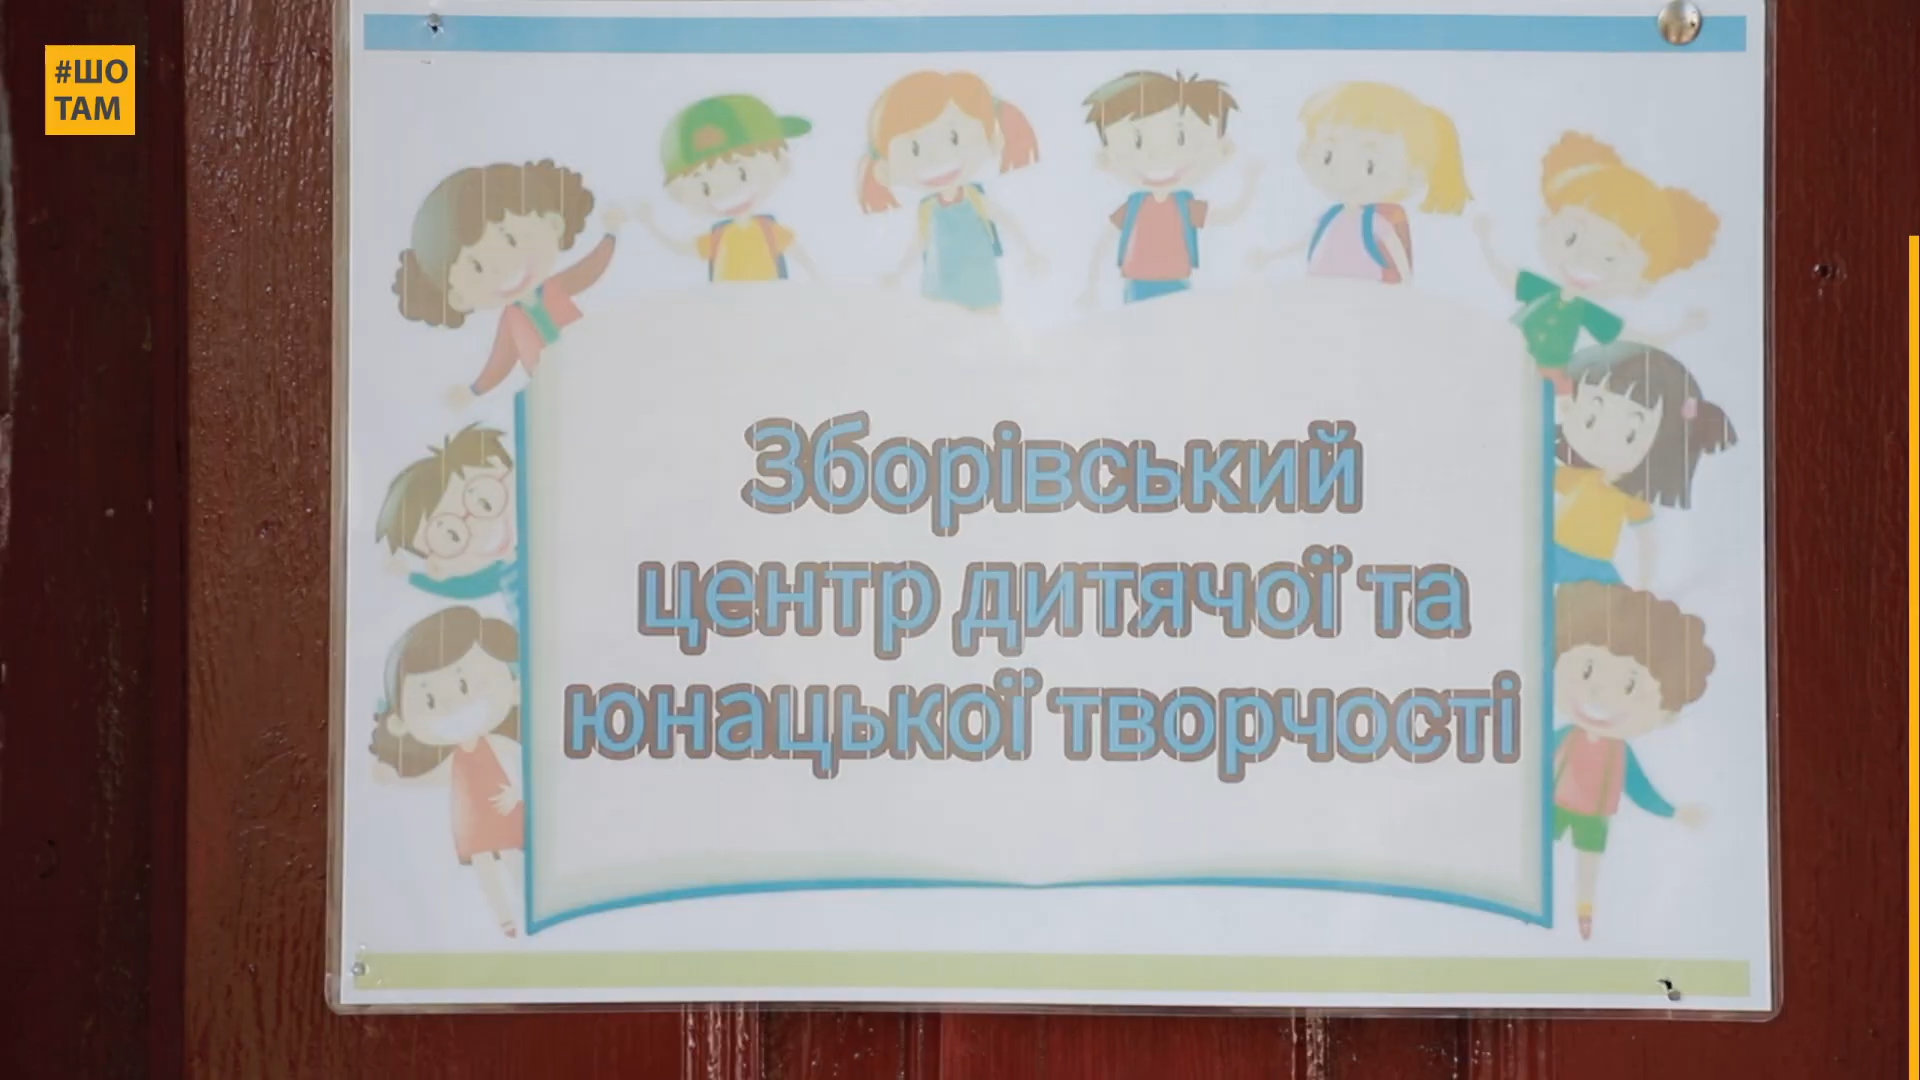 #ШО
ТАМ
Зборівський
центр дитячої та
юнацької творчості